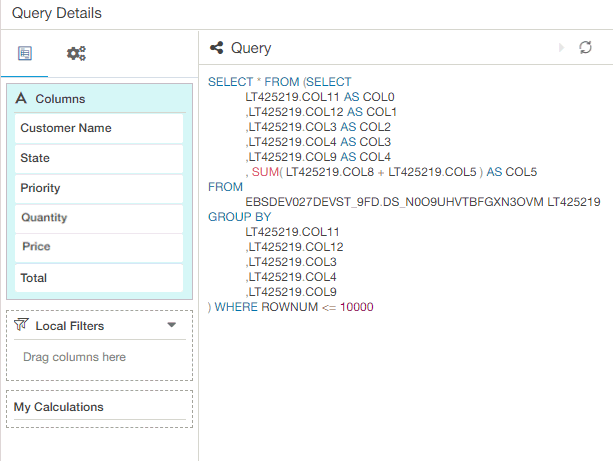 Query Details
A Columns
Customer Name
State
Priority
Quantity
Price
Total
Local Filters
Drag columns here
My Calculations
Query
SELECT * FROM (SELECT
LT425219.COL11 AS COL0
,LT425219.COL12 AS COL1
,LT425219.COL3 AS COL2
,LT425219.COL4 AS COL3
,LT425219.COL9 AS COL4
, SUM( LT425219.COL8 + LT425219.COL5 ) AS COL5
FROM
EBSDEV027DEVST_9FD.DS_N0O9UHVTBFGXN3OVM LT425219
GROUP BY
LT425219.COL11
,LT425219.COL12
,LT425219.COL3
,LT425219.COL4
,LT425219.COL9
) WHERE ROWNUM <= 10000